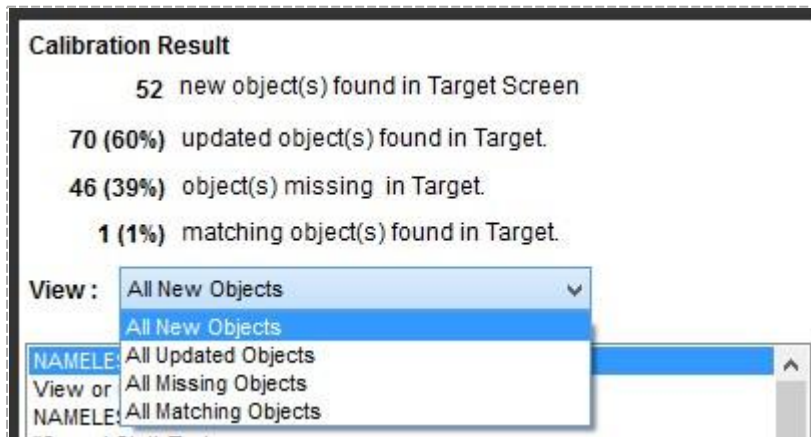 Calibration Result
52 new object(s) found in Target Screen
70 (60%) updated object(s) found in Target.
46 (39%) object(s) missing in Target.
1 (1%) matching object(s) found in Target.
View : All New Objects
All New Objects
All Updated Objects
All Missing Objects
All Matching Objects
View or